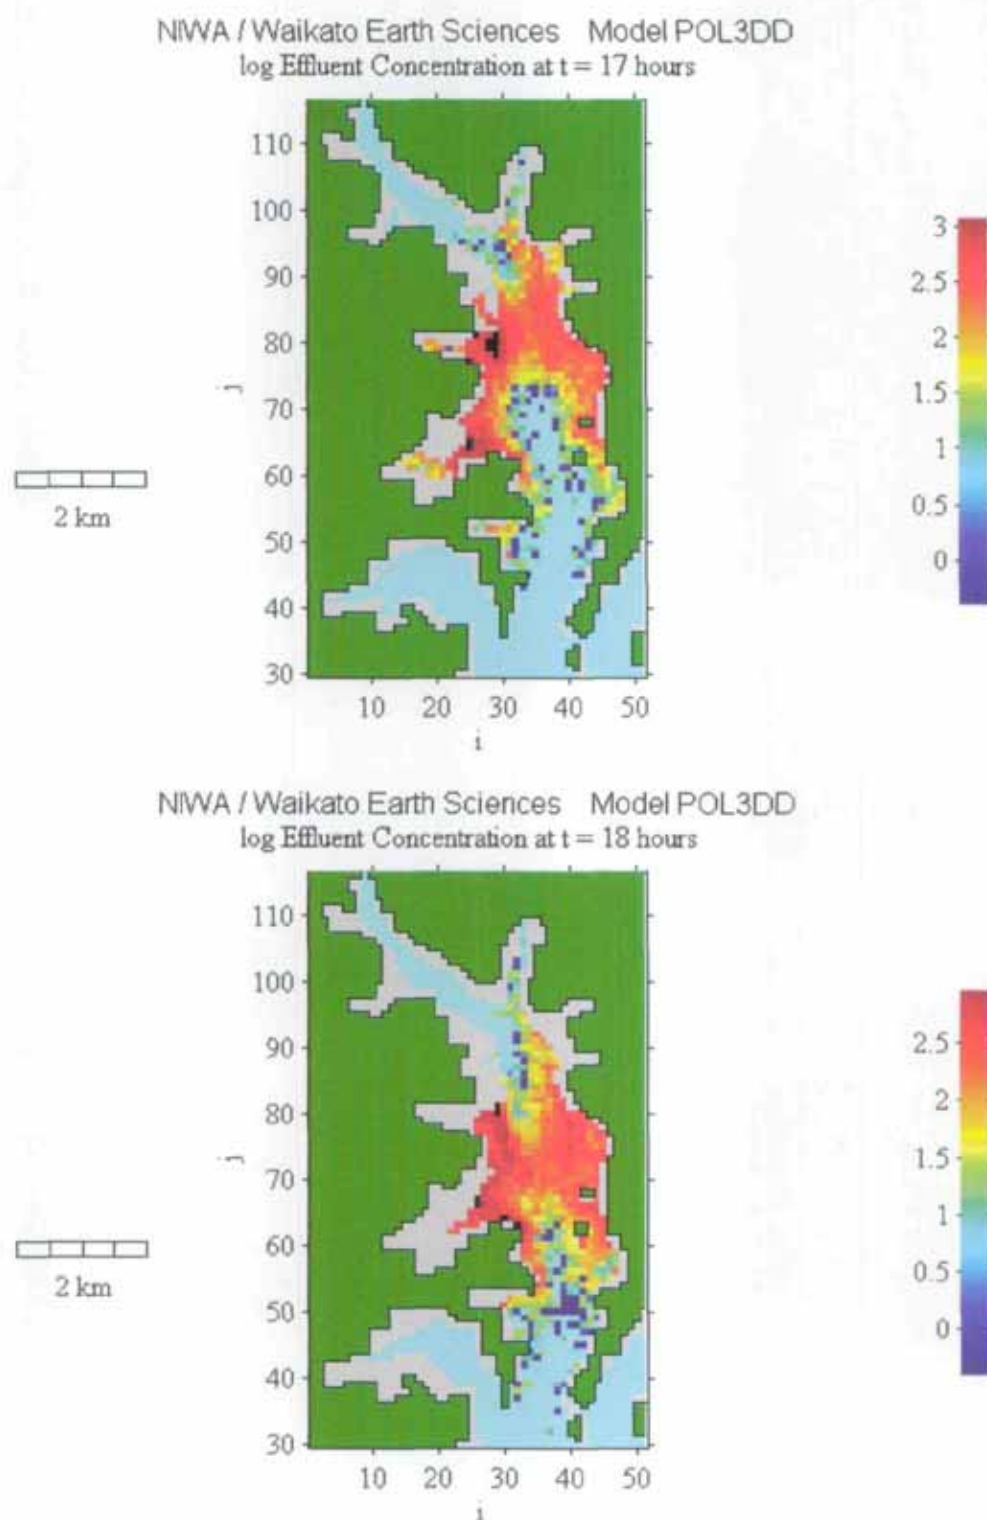 NIWA / Waikato Earth Sciences Model POL3DD
log Effluent Concentration at t = 17 hours
110
100
90
80
70
60
50
40
30
j
10 20 30 40 50
i
2 km
3
2.5
2
1.5
1
0.5
0
NIWA / Waikato Earth Sciences Model POL3DD
log Effluent Concentration at t = 18 hours
110
100
90
80
70
60
50
40
30
j
10 20 30 40 50
i
2 km
2.5
2
1.5
1
0.5
0